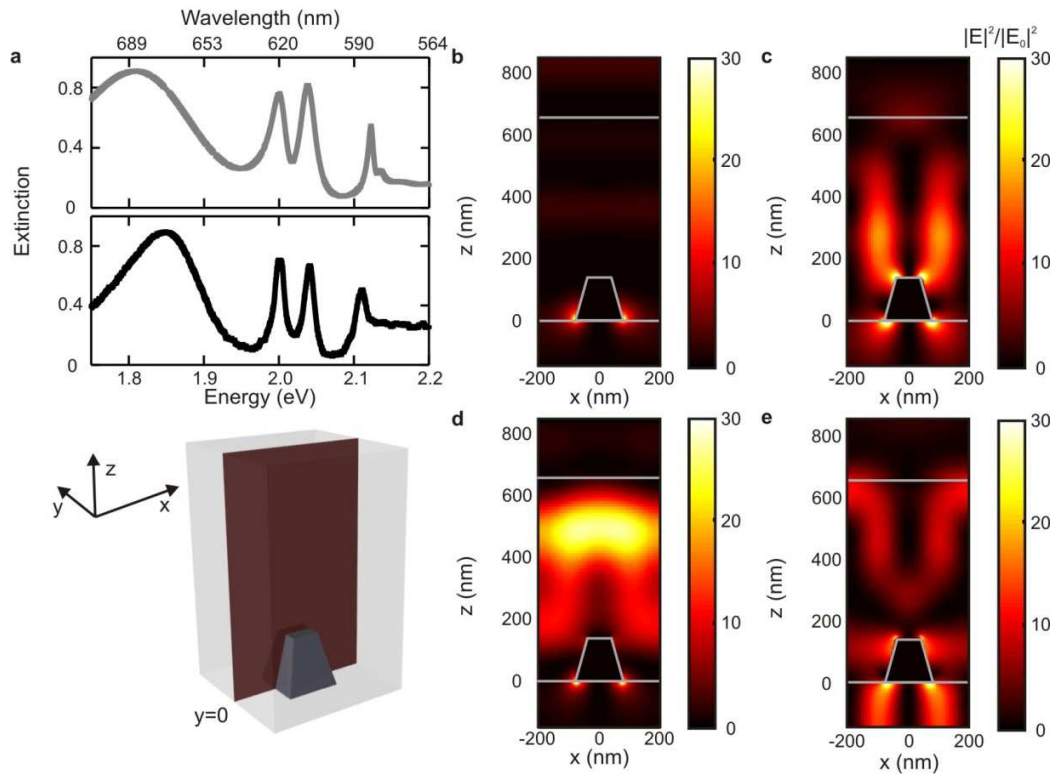 Wavelength (nm)
689 653 620 590 564
a
0.8
0.4
0
0.8
0.4
0
Extinction
1.8 1.9 2.0 2.1 2.2
Energy (eV)
z
y
x
y=0
b
800
600
400
200
0
z (nm)
-200 0 200
x (nm)
30
20
10
0
c
|E|²/|E₀|²
800
600
400
200
0
z (nm)
-200 0 200
x (nm)
30
20
10
0
d
800
600
400
200
0
z (nm)
-200 0 200
x (nm)
30
20
10
0
e
800
600
400
200
0
z (nm)
-200 0 200
x (nm)
30
20
10
0